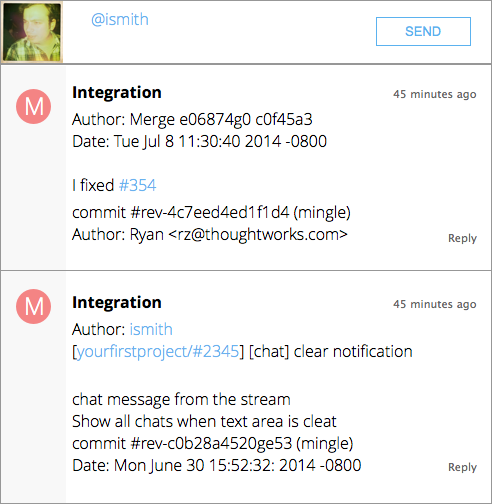 @ismith
SEND
M
Integration
45 minutes ago
Author: Merge e06874g0 c0f45a3
Date: Tue Jul 8 11:30:40 2014 -0800
I fixed #354
commit #rev-4c7eed4ed1f1d4 (mingle)
Author: Ryan <rz@thoughtworks.com>
Reply
M
Integration
45 minutes ago
Author: ismith
[yourfirstproject/#2345] [chat] clear notification
chat message from the stream
Show all chats when text area is cleat
commit #rev-c0b28a4520ge53 (mingle)
Date: Mon June 30 15:52:32: 2014 -0800
Reply